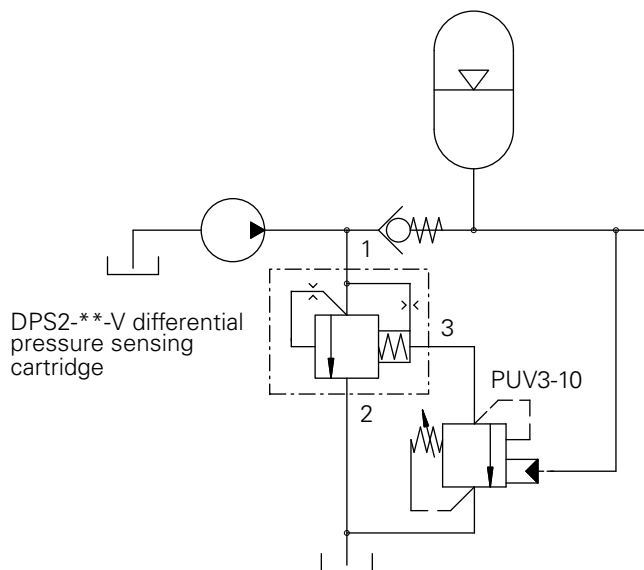 1
DPS2-**-V differential
pressure sensing
cartridge
3
PUV3-10
2